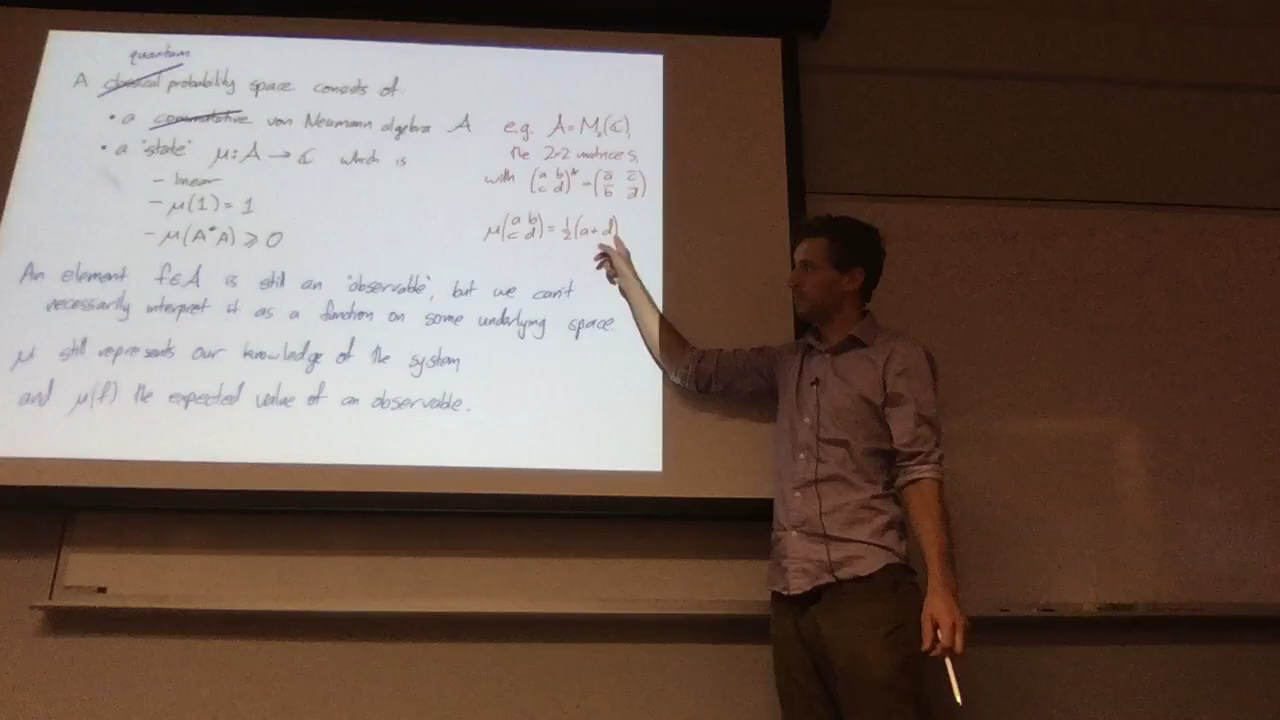 quantum
A classical probability space consists of
• a commutative von Neumann algebra A
• a "state" μ: A → ℂ which is
- linear
- μ(1) = 1
- μ(A*A) ⩾ 0
e.g. A = M₂(ℂ),
the 2×2 matrices,
with (a b; c d)* = (ā c̄; b̄ d̄)
μ(a b; c d) = ½(a+d)
An element f ∈ A is still an 'observable', but we can't
necessarily interpret it as a function on some underlying space.
μ still represents our knowledge of the system
and μ(f) the expected value of an observable.